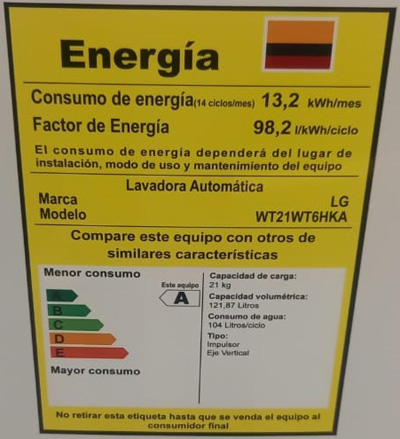 Energía
Consumo de energía(14 ciclos/mes) 13,2 kWh/mes
Factor de Energía 98,2 l/kWh/ciclo
El consumo de energía dependerá del lugar de
instalación, modo de uso y mantenimiento del equipo
Lavadora Automática
Marca LG
Modelo WT21WT6HKA
Compare este equipo con otros de
similares características
Menor consumo
A
B
C
D
E
Mayor consumo
Este equipo
A
Capacidad de carga:
21 kg
Capacidad volumétrica:
121,87 Litros
Consumo de agua:
104 Litros/ciclo
Tipo:
Impulsor
Eje Vertical
No retirar esta etiqueta hasta que se venda el equipo al
consumidor final